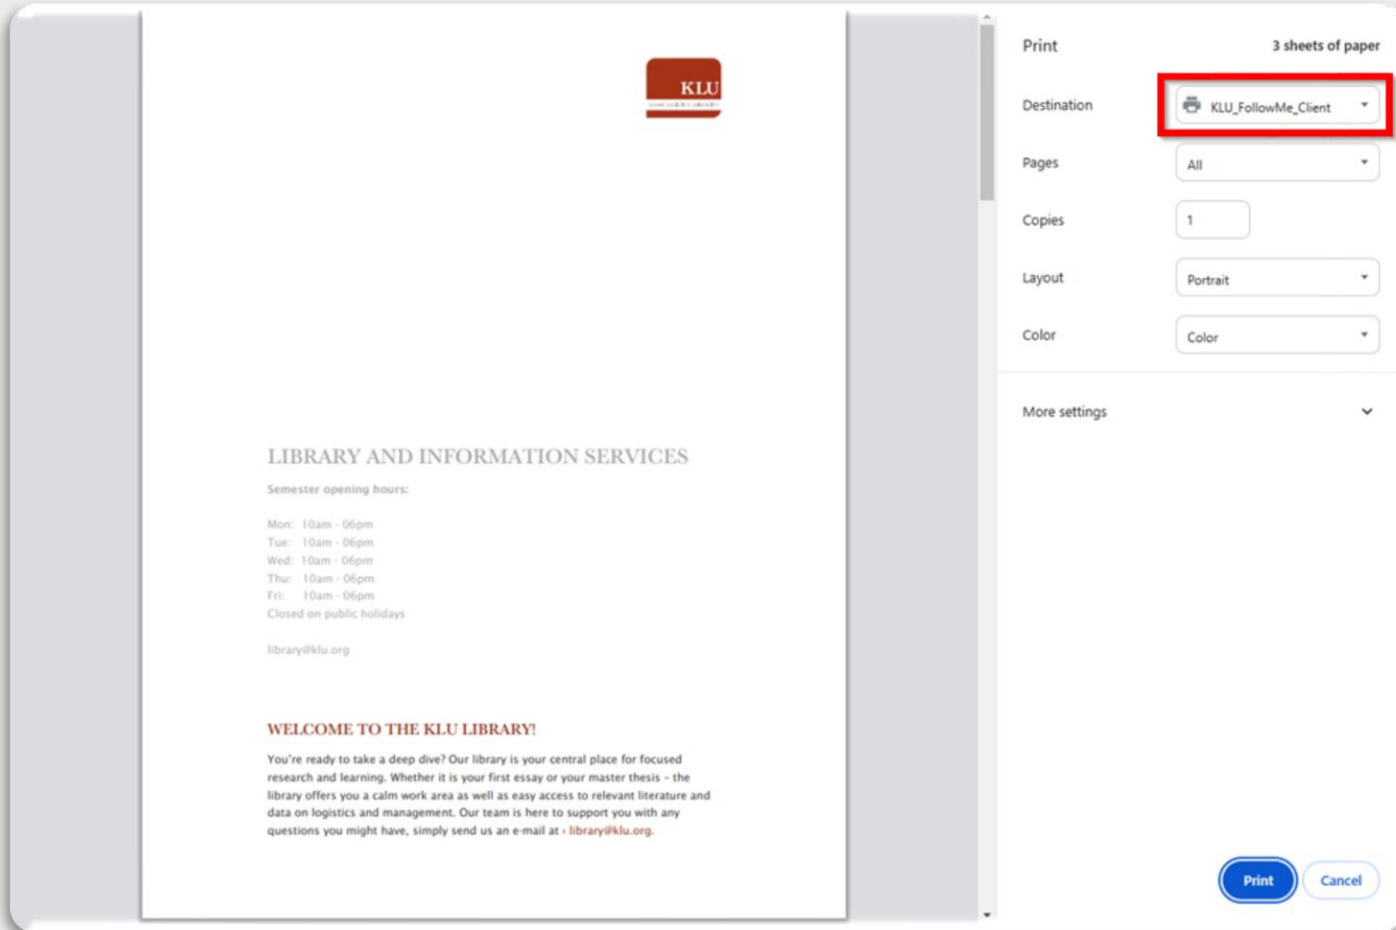 KLU
LIBRARY AND INFORMATION SERVICES
Semester opening hours:
Mon: 10am - 06pm
Tue: 10am - 06pm
Wed: 10am - 06pm
Thu: 10am - 06pm
Fri: 10am - 06pm
Closed on public holidays
library@klu.org
WELCOME TO THE KLU LIBRARY!
You're ready to take a deep dive? Our library is your central place for focused
research and learning. Whether it is your first essay or your master thesis – the
library offers you a calm work area as well as easy access to relevant literature and
data on logistics and management. Our team is here to support you with any
questions you might have, simply send us an e-mail at › library@klu.org.
Print 3 sheets of paper
Destination KLU_FollowMe_Client
Pages All
Copies 1
Layout Portrait
Color Color
More settings
Print Cancel